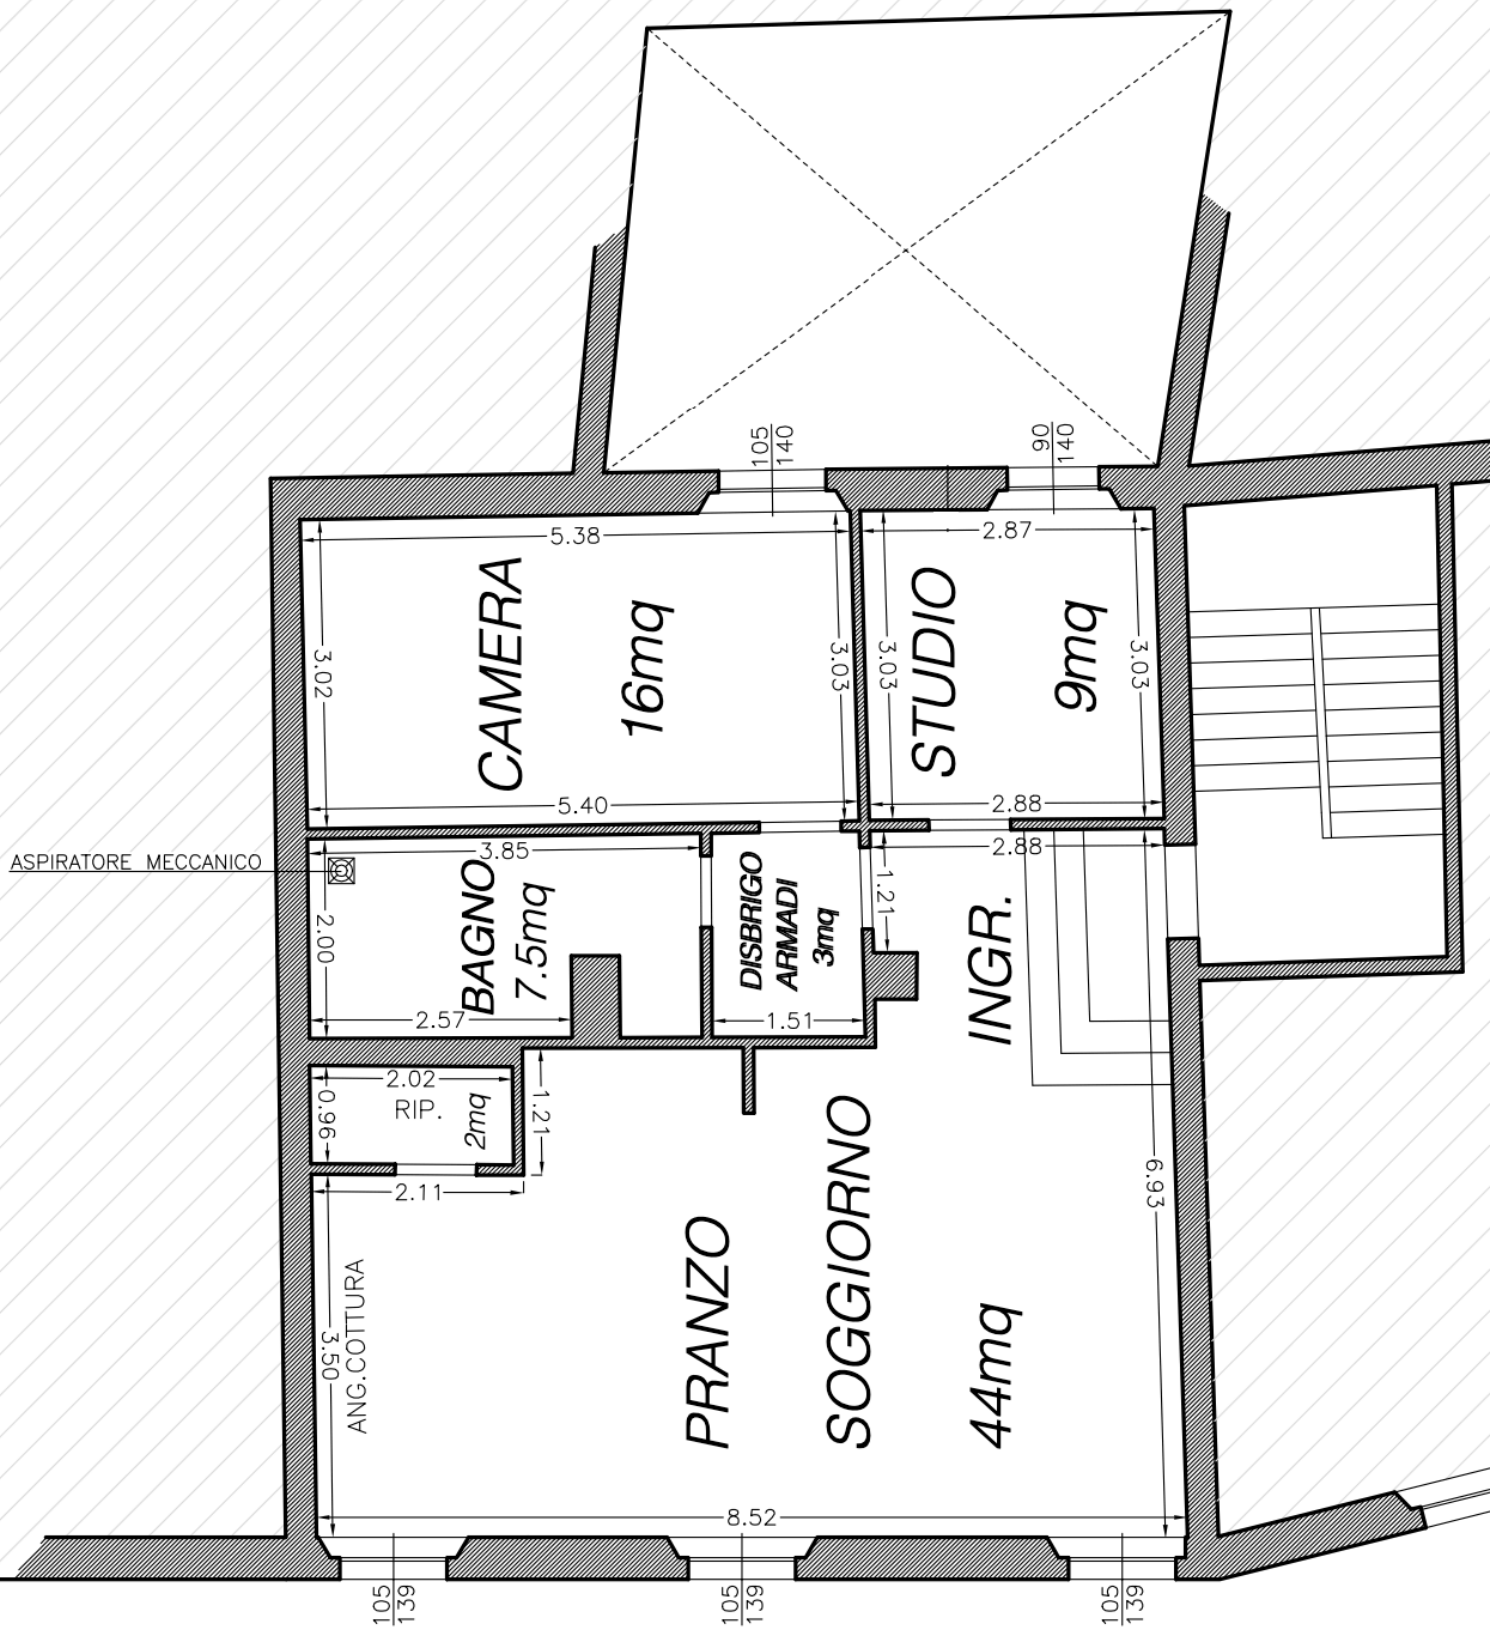 105
140
90
140
5.38
2.87
CAMERA
16mq
STUDIO
9mq
3.02
3.03
3.03
3.03
5.40
2.88
ASPIRATORE MECCANICO
3.85
2.88
BAGNO
7.5mq
2.00
DISBRIGO
ARMADI
3mq
1.21
INGR.
2.57
1.51
2.02
RIP.
2mq
0.96
1.21
2.11
6.93
ANG.COTTURA
3.50
PRANZO
SOGGIORNO
44mq
8.52
105
139
105
139
105
139